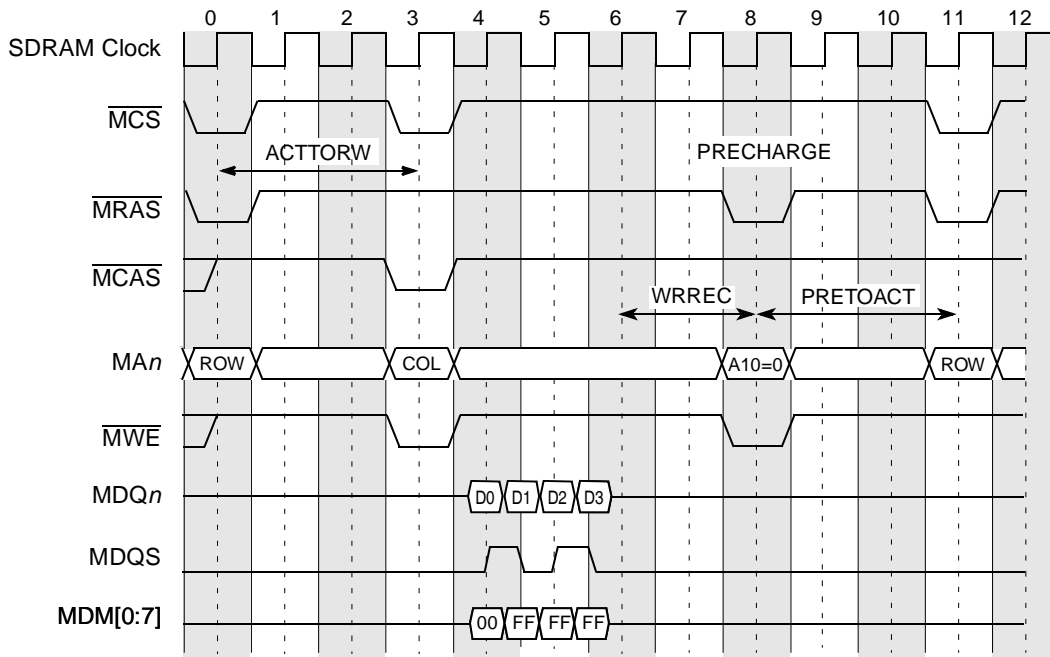 0 1 2 3 4 5 6 7 8 9 10 11 12
SDRAM Clock
MCS
ACTTORW PRECHARGE
MRAS
MCAS
WRREC PRETOACT
MAn ROW COL A10=0 ROW
MWE
MDQn D0 D1 D2 D3
MDQS
MDM[0:7] 00 FF FF FF